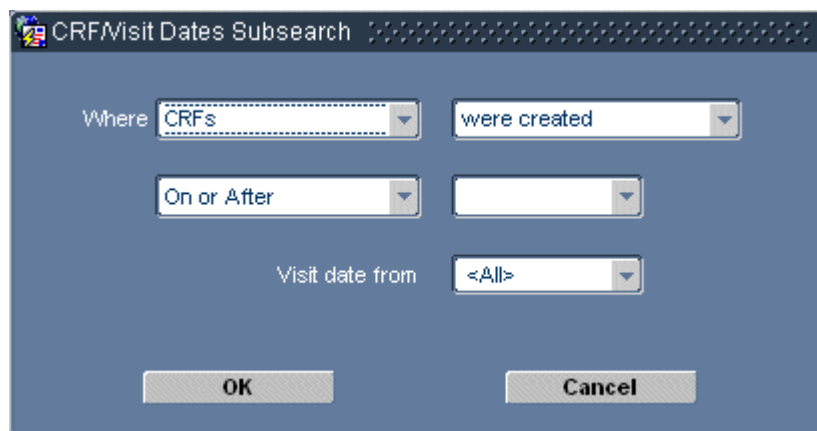 CRF/Visit Dates Subsearch
Where CRFs were created
On or After
Visit date from <All>
OK Cancel